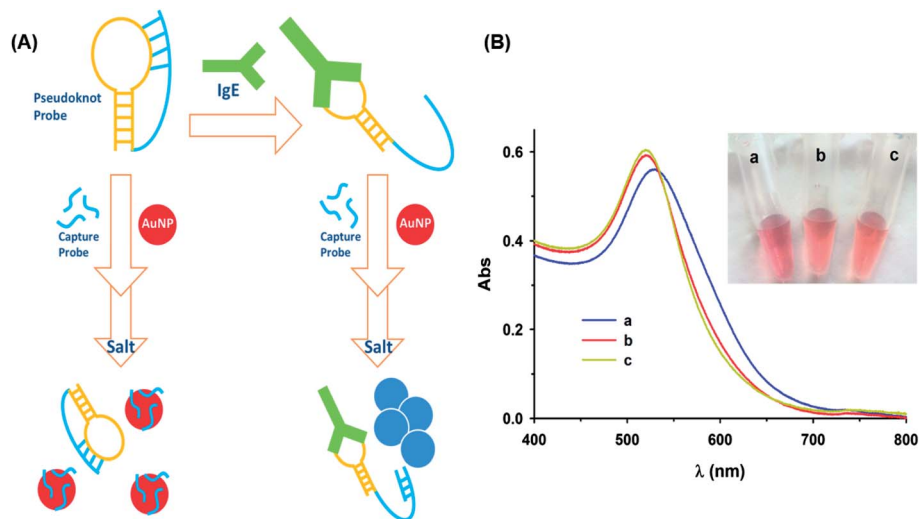 (A)
Pseudoknot
Probe
IgE
Capture
Probe
AuNP
Salt
Capture
Probe
AuNP
Salt
(B)
0.6
0.4
0.2
0.0
Abs
400
500
600
700
800
λ (nm)
a
b
c
a
b
c